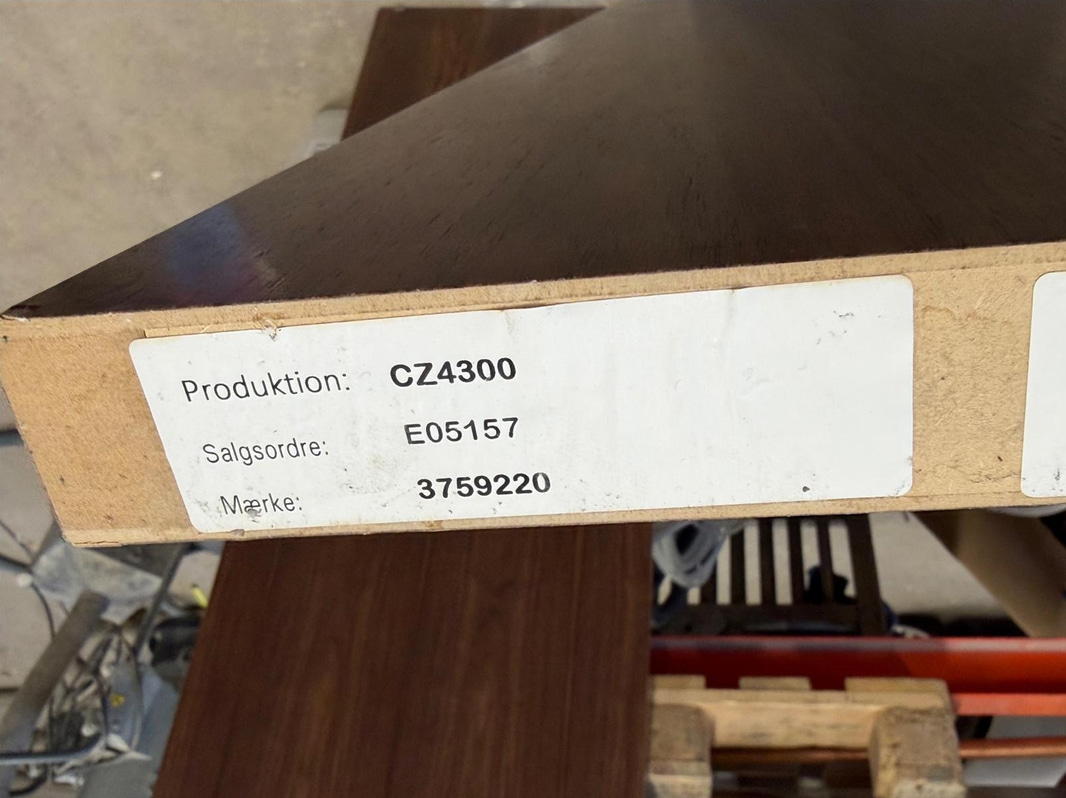 Produktion: CZ4300
Salgsordre: E05157
Mærke: 3759220